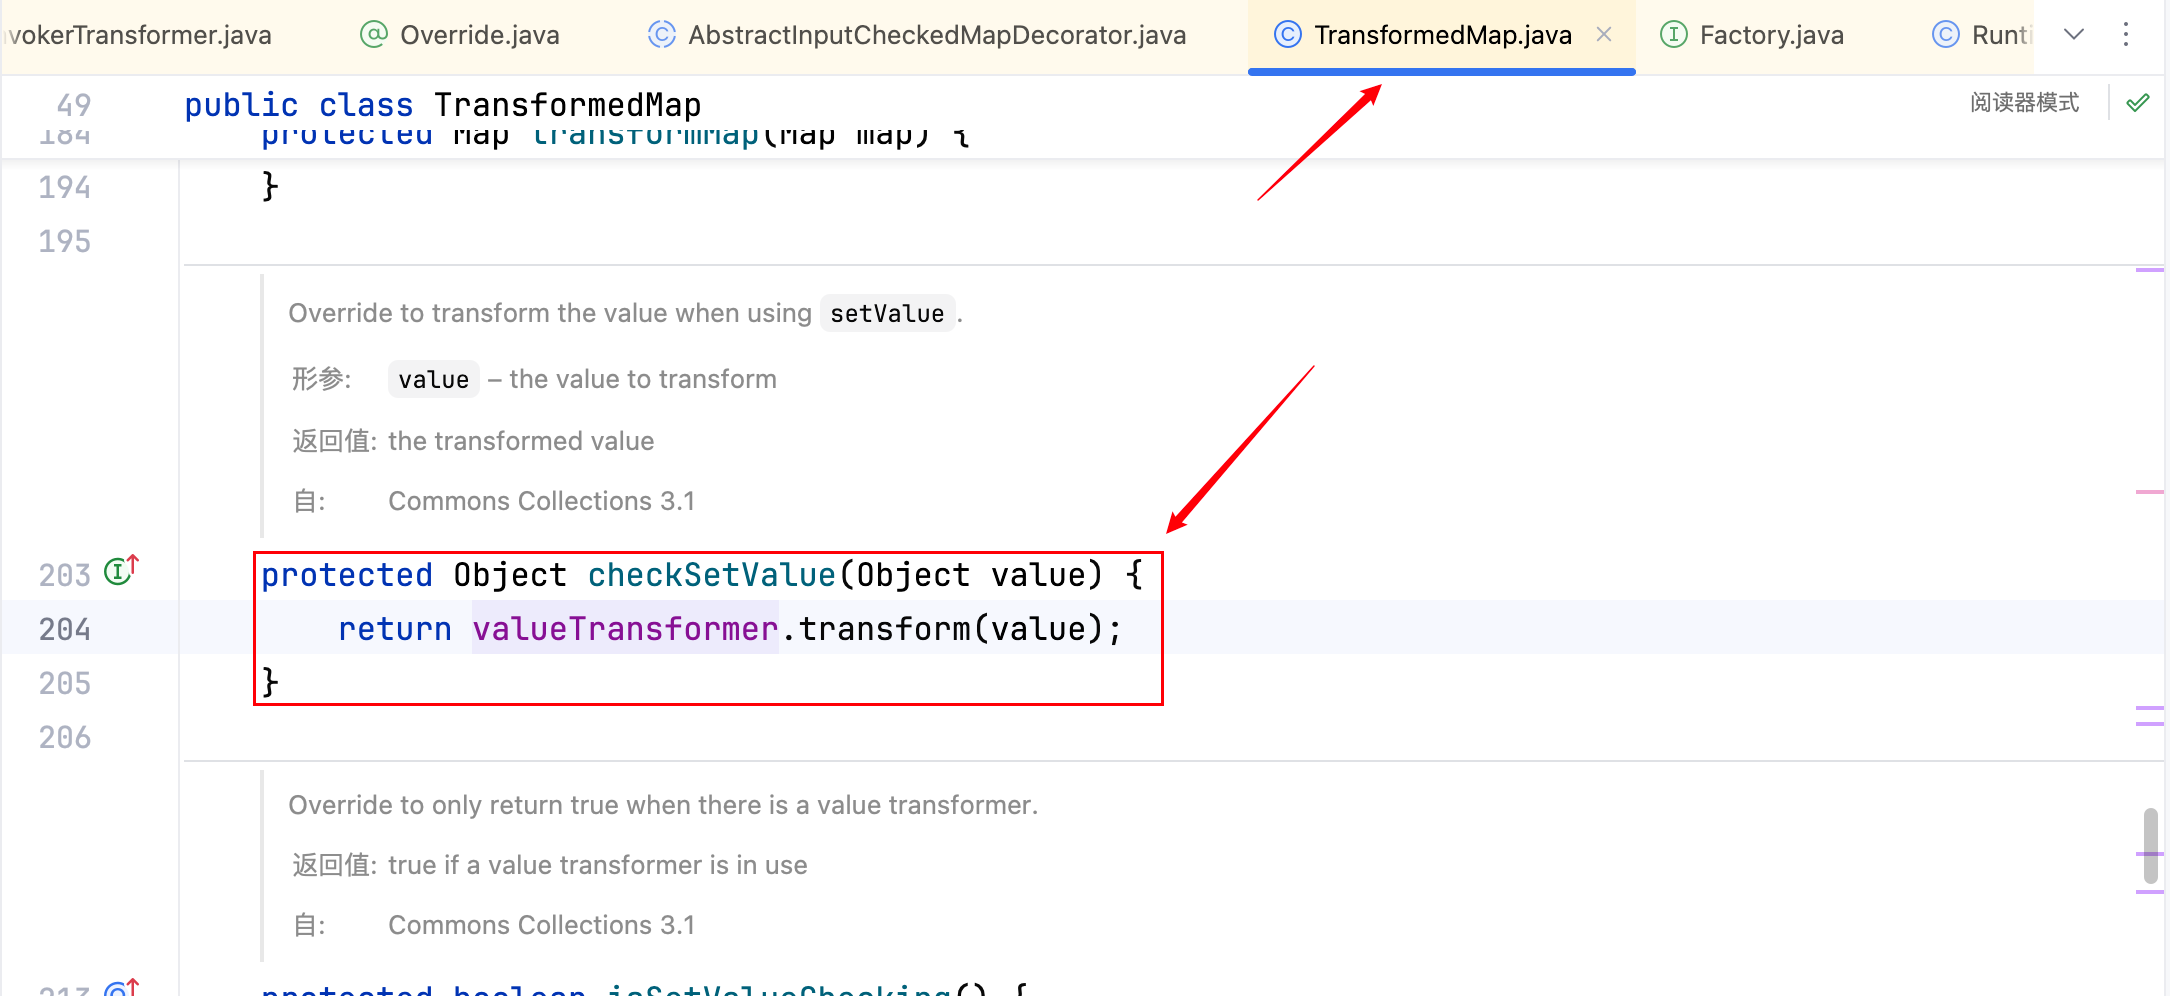 vokerTransformer.java Override.java AbstractInputCheckedMapDecorator.java TransformedMap.java Factory.java Runti
49 public class TransformedMap 阅读器模式
184 protected Map transformMap(Map map) {
194 }
195
Override to transform the value when using setValue.
形参: value – the value to transform
返回值: the transformed value
自: Commons Collections 3.1
203 protected Object checkSetValue(Object value) {
204 return valueTransformer.transform(value);
205 }
206
Override to only return true when there is a value transformer.
返回值: true if a value transformer is in use
自: Commons Collections 3.1
213 protected boolean isSetValueChecking() {